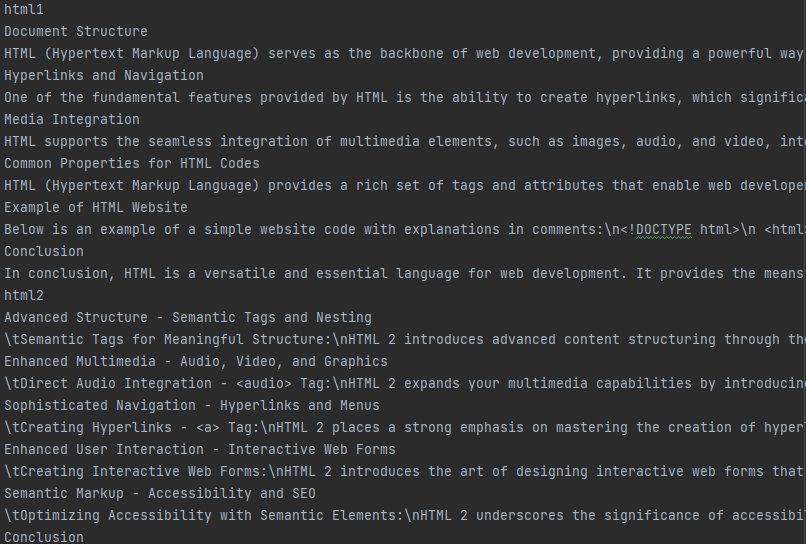 html1
Document Structure
HTML (Hypertext Markup Language) serves as the backbone of web development, providing a powerful way
Hyperlinks and Navigation
One of the fundamental features provided by HTML is the ability to create hyperlinks, which significa
Media Integration
HTML supports the seamless integration of multimedia elements, such as images, audio, and video, int
Common Properties for HTML Codes
HTML (Hypertext Markup Language) provides a rich set of tags and attributes that enable web develope
Example of HTML Website
Below is an example of a simple website code with explanations in comments:\n<!DOCTYPE html>\n <html
Conclusion
In conclusion, HTML is a versatile and essential language for web development. It provides the means
html2
Advanced Structure - Semantic Tags and Nesting
\tSemantic Tags for Meaningful Structure:\nHTML 2 introduces advanced content structuring through the
Enhanced Multimedia - Audio, Video, and Graphics
\tDirect Audio Integration - <audio> Tag:\nHTML 2 expands your multimedia capabilities by introducin
Sophisticated Navigation - Hyperlinks and Menus
\tCreating Hyperlinks - <a> Tag:\nHTML 2 places a strong emphasis on mastering the creation of hyper
Enhanced User Interaction - Interactive Web Forms
\tCreating Interactive Web Forms:\nHTML 2 introduces the art of designing interactive web forms that
Semantic Markup - Accessibility and SEO
\tOptimizing Accessibility with Semantic Elements:\nHTML 2 underscores the significance of accessibi
Conclusion